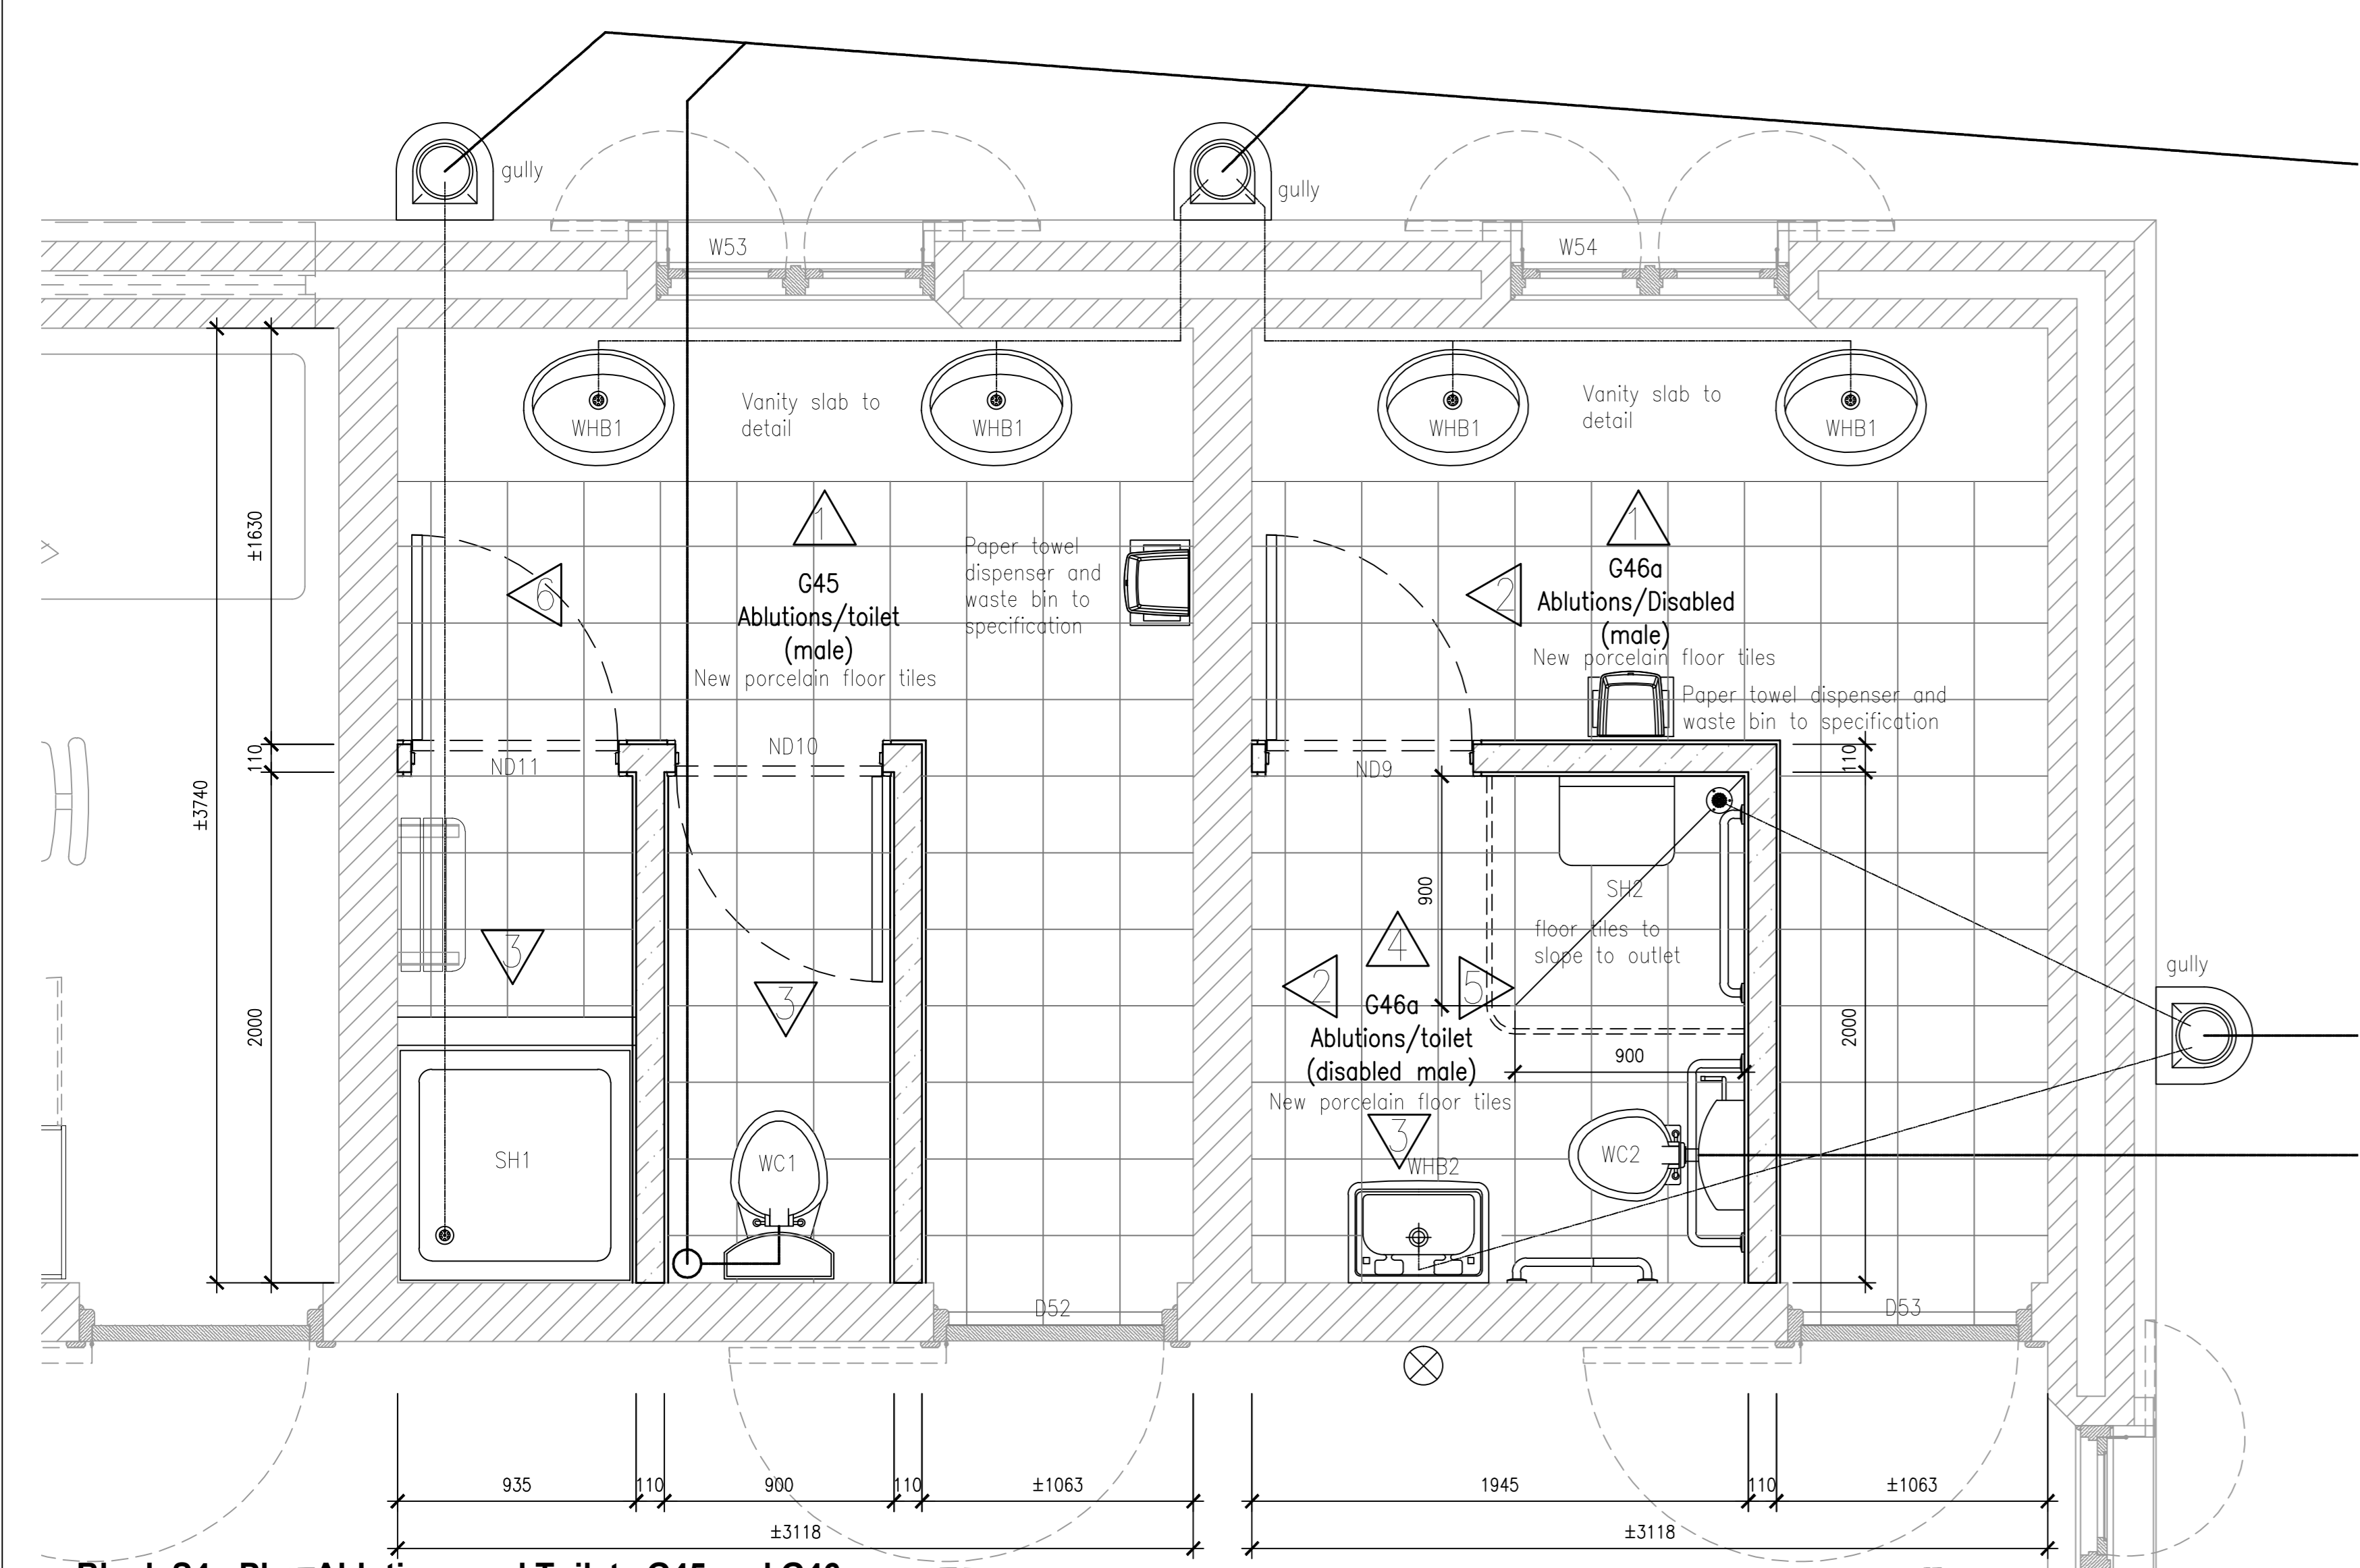 gully
gully
W53
W54
WHB1
Vanity slab to
detail
WHB1
WHB1
Vanity slab to
detail
WHB1
±1630
110
±3740
2000
1
6
G45
Ablutions/toilet
(male)
New porcelain floor tiles
Paper towel
dispenser and
waste bin to
specification
1
2
G46a
Ablutions/Disabled
(male)
New porcelain floor tiles
Paper towel dispenser and
waste bin to specification
ND11
ND10
ND9
110
900
SH2
floor tiles to
slope to outlet
3
3
4
2
5
G46a
Ablutions/toilet
(disabled male)
New porcelain floor tiles
900
2000
gully
3
SH1
WC1
WHB2
WC2
D52
D53
935
110
900
110
±1063
1945
110
±1063
±3118
±3118